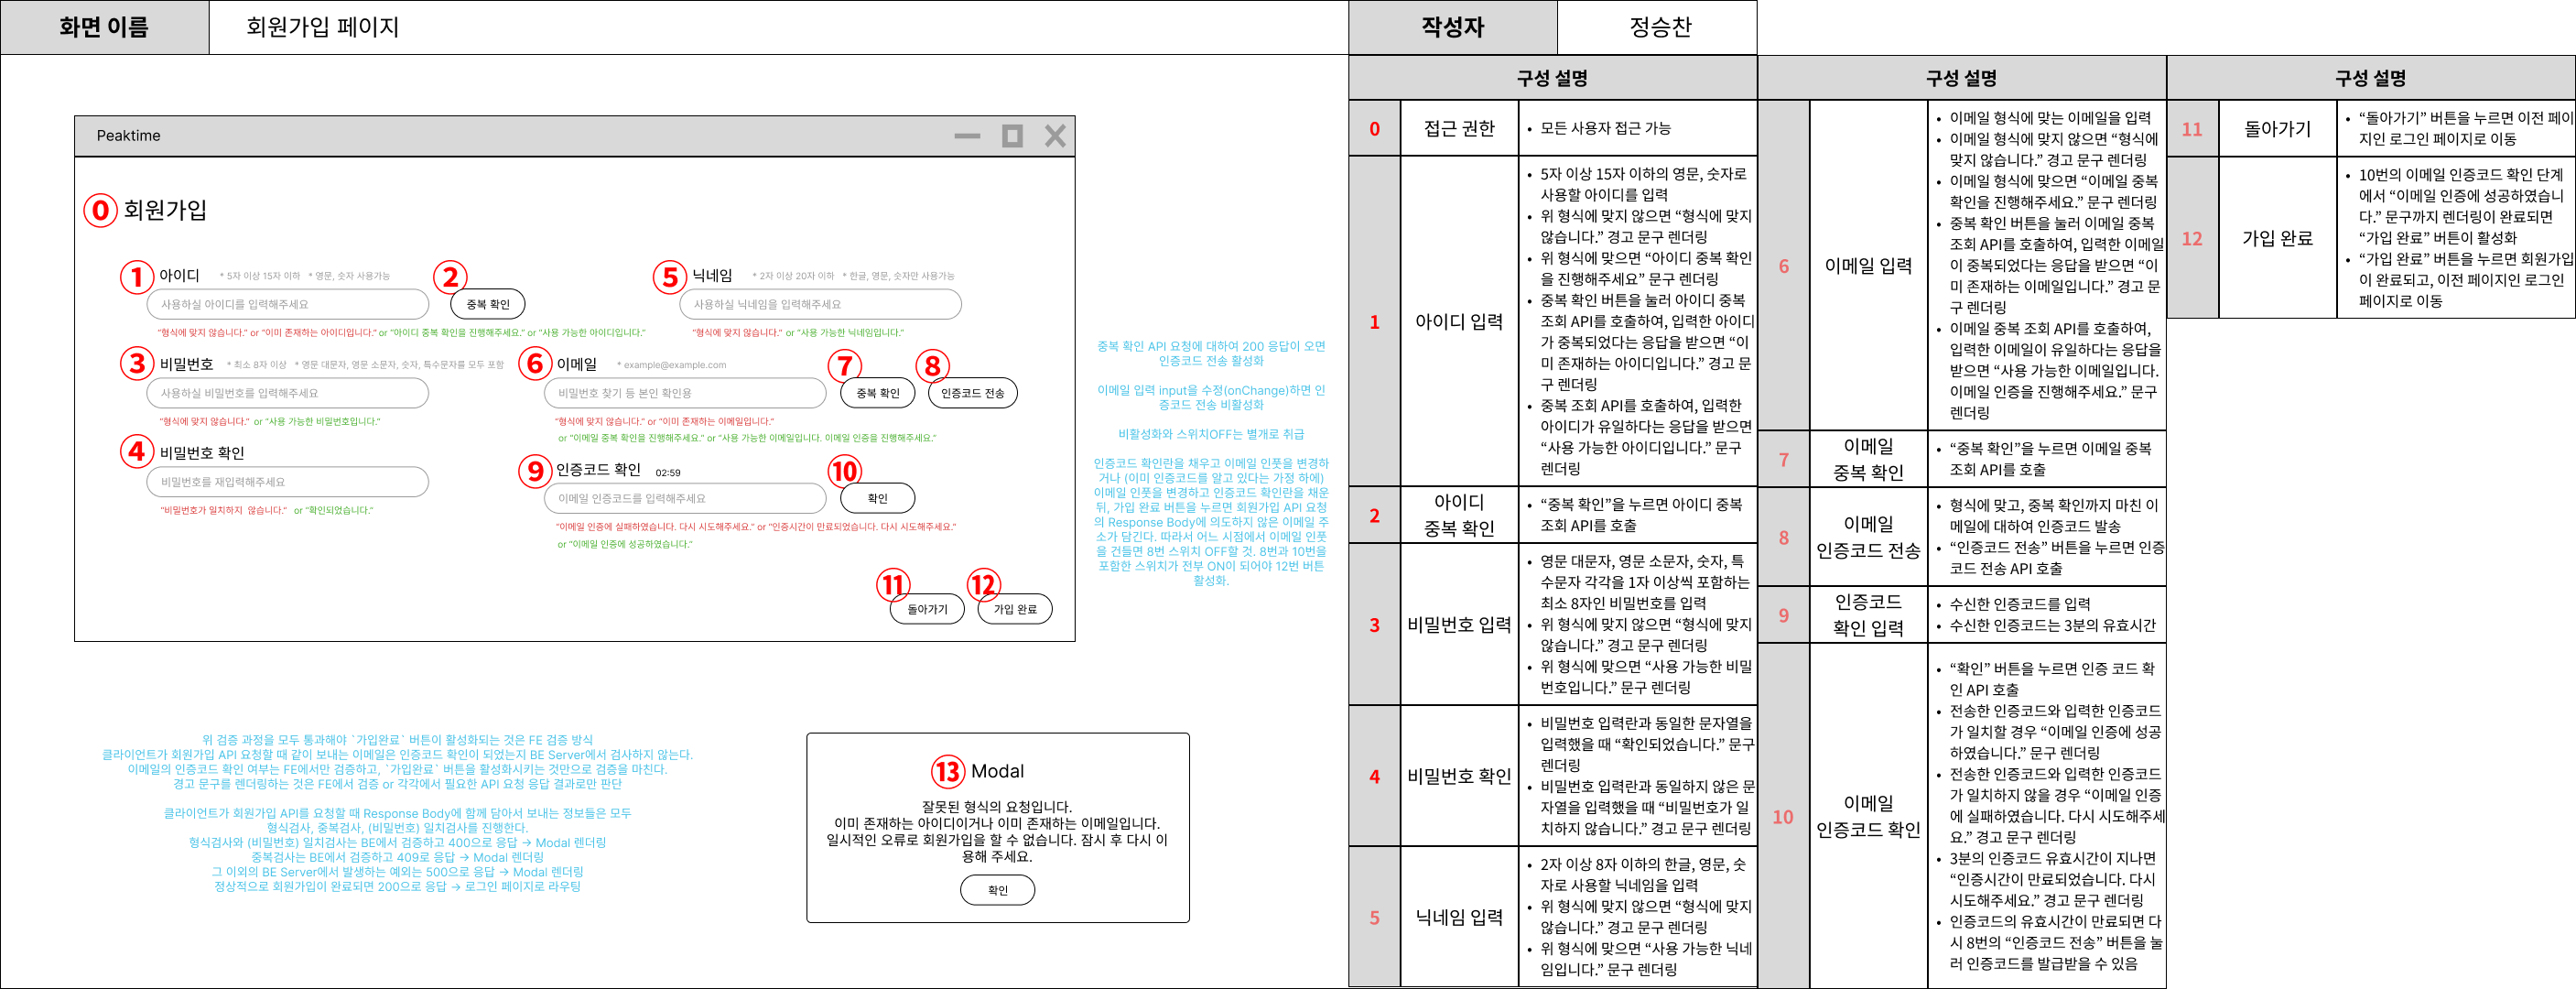 화면 이름
회원가입 페이지
작성자
정승찬
Peaktime
0 회원가입
1 아이디 * 5자 이상 15자 이하 * 영문, 숫자 사용가능
2
사용하실 아이디를 입력해주세요
중복 확인
"형식에 맞지 않습니다." or "이미 존재하는 아이디입니다." or "아이디 중복 확인을 진행해주세요." or "사용 가능한 아이디입니다."
5 닉네임 * 2자 이상 20자 이하 * 한글, 영문, 숫자만 사용가능
사용하실 닉네임을 입력해주세요
"형식에 맞지 않습니다." or "사용 가능한 닉네임입니다."
3 비밀번호 * 최소 8자 이상 * 영문 대문자, 영문 소문자, 숫자, 특수문자를 모두 포함
사용하실 비밀번호를 입력해주세요
"형식에 맞지 않습니다." or "사용 가능한 비밀번호입니다."
6 이메일 * example@example.com
7
8
비밀번호 찾기 등 본인 확인용
중복 확인
인증코드 전송
"형식에 맞지 않습니다." or "이미 존재하는 이메일입니다."
or "이메일 중복 확인을 진행해주세요." or "사용 가능한 이메일입니다. 이메일 인증을 진행해주세요."
4 비밀번호 확인
비밀번호를 재입력해주세요
"비밀번호가 일치하지 않습니다." or "확인되었습니다."
9 인증코드 확인 02:59
10
이메일 인증코드를 입력해주세요
확인
"이메일 인증에 실패하였습니다. 다시 시도해주세요." or "인증시간이 만료되었습니다. 다시 시도해주세요."
or "이메일 인증에 성공하였습니다."
11
12
돌아가기
가입 완료
중복 확인 API 요청에 대하여 200 응답이 오면
인증코드 전송 활성화
이메일 입력 input을 수정(onChange)하면 인
증코드 전송 비활성화
비활성화와 스위치OFF는 별개로 취급
인증코드 확인란을 채우고 이메일 인풋을 변경하
거나 (이미 인증코드를 알고 있다는 가정 하에)
이메일 인풋을 변경하고 인증코드 확인란을 채운
뒤, 가입 완료 버튼을 누르면 회원가입 API 요청
의 Response Body에 의도하지 않은 이메일 주
소가 담긴다. 따라서 어느 시점에서 이메일 인풋
을 건들면 8번 스위치 OFF할 것. 8번과 10번을
포함한 스위치가 전부 ON이 되어야 12번 버튼
활성화.
위 검증 과정을 모두 통과해야 `가입완료` 버튼이 활성화되는 것은 FE 검증 방식
클라이언트가 회원가입 API 요청할 때 같이 보내는 이메일은 인증코드 확인이 되었는지 BE Server에서 검사하지 않는다.
이메일의 인증코드 확인 여부는 FE에서만 검증하고, `가입완료` 버튼을 활성화시키는 것만으로 검증을 마친다.
경고 문구를 렌더링하는 것은 FE에서 검증 or 각각에서 필요한 API 요청 응답 결과로만 판단
클라이언트가 회원가입 API를 요청할 때 Response Body에 함께 담아서 보내는 정보들은 모두
형식검사, 중복검사, (비밀번호) 일치검사를 진행한다.
형식검사와 (비밀번호) 일치검사는 BE에서 검증하고 400으로 응답 → Modal 렌더링
중복검사는 BE에서 검증하고 409로 응답 → Modal 렌더링
그 이외의 BE Server에서 발생하는 예외는 500으로 응답 → Modal 렌더링
정상적으로 회원가입이 완료되면 200으로 응답 → 로그인 페이지로 라우팅
13 Modal
잘못된 형식의 요청입니다.
이미 존재하는 아이디이거나 이미 존재하는 이메일입니다.
일시적인 오류로 회원가입을 할 수 없습니다. 잠시 후 다시 이
용해 주세요.
확인
구성 설명
0 접근 권한
• 모든 사용자 접근 가능
1 아이디 입력
• 5자 이상 15자 이하의 영문, 숫자로
사용할 아이디를 입력
• 위 형식에 맞지 않으면 “형식에 맞지
않습니다.” 경고 문구 렌더링
• 위 형식에 맞으면 “아이디 중복 확인
을 진행해주세요” 문구 렌더링
• 중복 확인 버튼을 눌러 아이디 중복
조회 API를 호출하여, 입력한 아이디
가 중복되었다는 응답을 받으면 “이
미 존재하는 아이디입니다.” 경고 문
구 렌더링
• 중복 조회 API를 호출하여, 입력한
아이디가 유일하다는 응답을 받으면
“사용 가능한 아이디입니다.” 문구
렌더링
2 아이디
중복 확인
• “중복 확인”을 누르면 아이디 중복
조회 API를 호출
3 비밀번호 입력
• 영문 대문자, 영문 소문자, 숫자, 특
수문자 각각을 1자 이상씩 포함하는
최소 8자인 비밀번호를 입력
• 위 형식에 맞지 않으면 “형식에 맞지
않습니다.” 경고 문구 렌더링
• 위 형식에 맞으면 “사용 가능한 비밀
번호입니다.” 문구 렌더링
4 비밀번호 확인
• 비밀번호 입력란과 동일한 문자열을
입력했을 때 “확인되었습니다.” 문구
렌더링
• 비밀번호 입력란과 동일하지 않은 문
자열을 입력했을 때 “비밀번호가 일
치하지 않습니다.” 경고 문구 렌더링
5 닉네임 입력
• 2자 이상 8자 이하의 한글, 영문, 숫
자로 사용할 닉네임을 입력
• 위 형식에 맞지 않으면 “형식에 맞지
않습니다.” 경고 문구 렌더링
• 위 형식에 맞으면 “사용 가능한 닉네
임입니다.” 문구 렌더링
구성 설명
6 이메일 입력
• 이메일 형식에 맞는 이메일을 입력
• 이메일 형식에 맞지 않으면 “형식에
맞지 않습니다.” 경고 문구 렌더링
• 이메일 형식에 맞으면 “이메일 중복
확인을 진행해주세요.” 문구 렌더링
• 중복 확인 버튼을 눌러 이메일 중복
조회 API를 호출하여, 입력한 이메일
이 중복되었다는 응답을 받으면 “이
미 존재하는 이메일입니다.” 경고 문
구 렌더링
• 이메일 중복 조회 API를 호출하여,
입력한 이메일이 유일하다는 응답을
받으면 “사용 가능한 이메일입니다.
이메일 인증을 진행해주세요.” 문구
렌더링
7 이메일
중복 확인
• “중복 확인”을 누르면 이메일 중복
조회 API를 호출
8 이메일
인증코드 전송
• 형식에 맞고, 중복 확인까지 마친 이
메일에 대하여 인증코드 발송
• “인증코드 전송” 버튼을 누르면 인증
코드 전송 API 호출
9 인증코드
확인 입력
• 수신한 인증코드를 입력
• 수신한 인증코드는 3분의 유효시간
10 이메일
인증코드 확인
• “확인” 버튼을 누르면 인증 코드 확
인 API 호출
• 전송한 인증코드와 입력한 인증코드
가 일치할 경우 “이메일 인증에 성공
하였습니다.” 문구 렌더링
• 전송한 인증코드와 입력한 인증코드
가 일치하지 않을 경우 “이메일 인증
에 실패하였습니다. 다시 시도해주세
요.” 경고 문구 렌더링
• 3분의 인증코드 유효시간이 지나면
“인증시간이 만료되었습니다. 다시
시도해주세요.” 경고 문구 렌더링
• 인증코드의 유효시간이 만료되면 다
시 8번의 “인증코드 전송” 버튼을 눌
러 인증코드를 발급받을 수 있음
구성 설명
11 돌아가기
• “돌아가기” 버튼을 누르면 이전 페이
지인 로그인 페이지로 이동
12 가입 완료
• 10번의 이메일 인증코드 확인 단계
에서 “이메일 인증에 성공하였습니
다.” 문구까지 렌더링이 완료되면
“가입 완료” 버튼이 활성화
• “가입 완료” 버튼을 누르면 회원가입
이 완료되고, 이전 페이지인 로그인
페이지로 이동